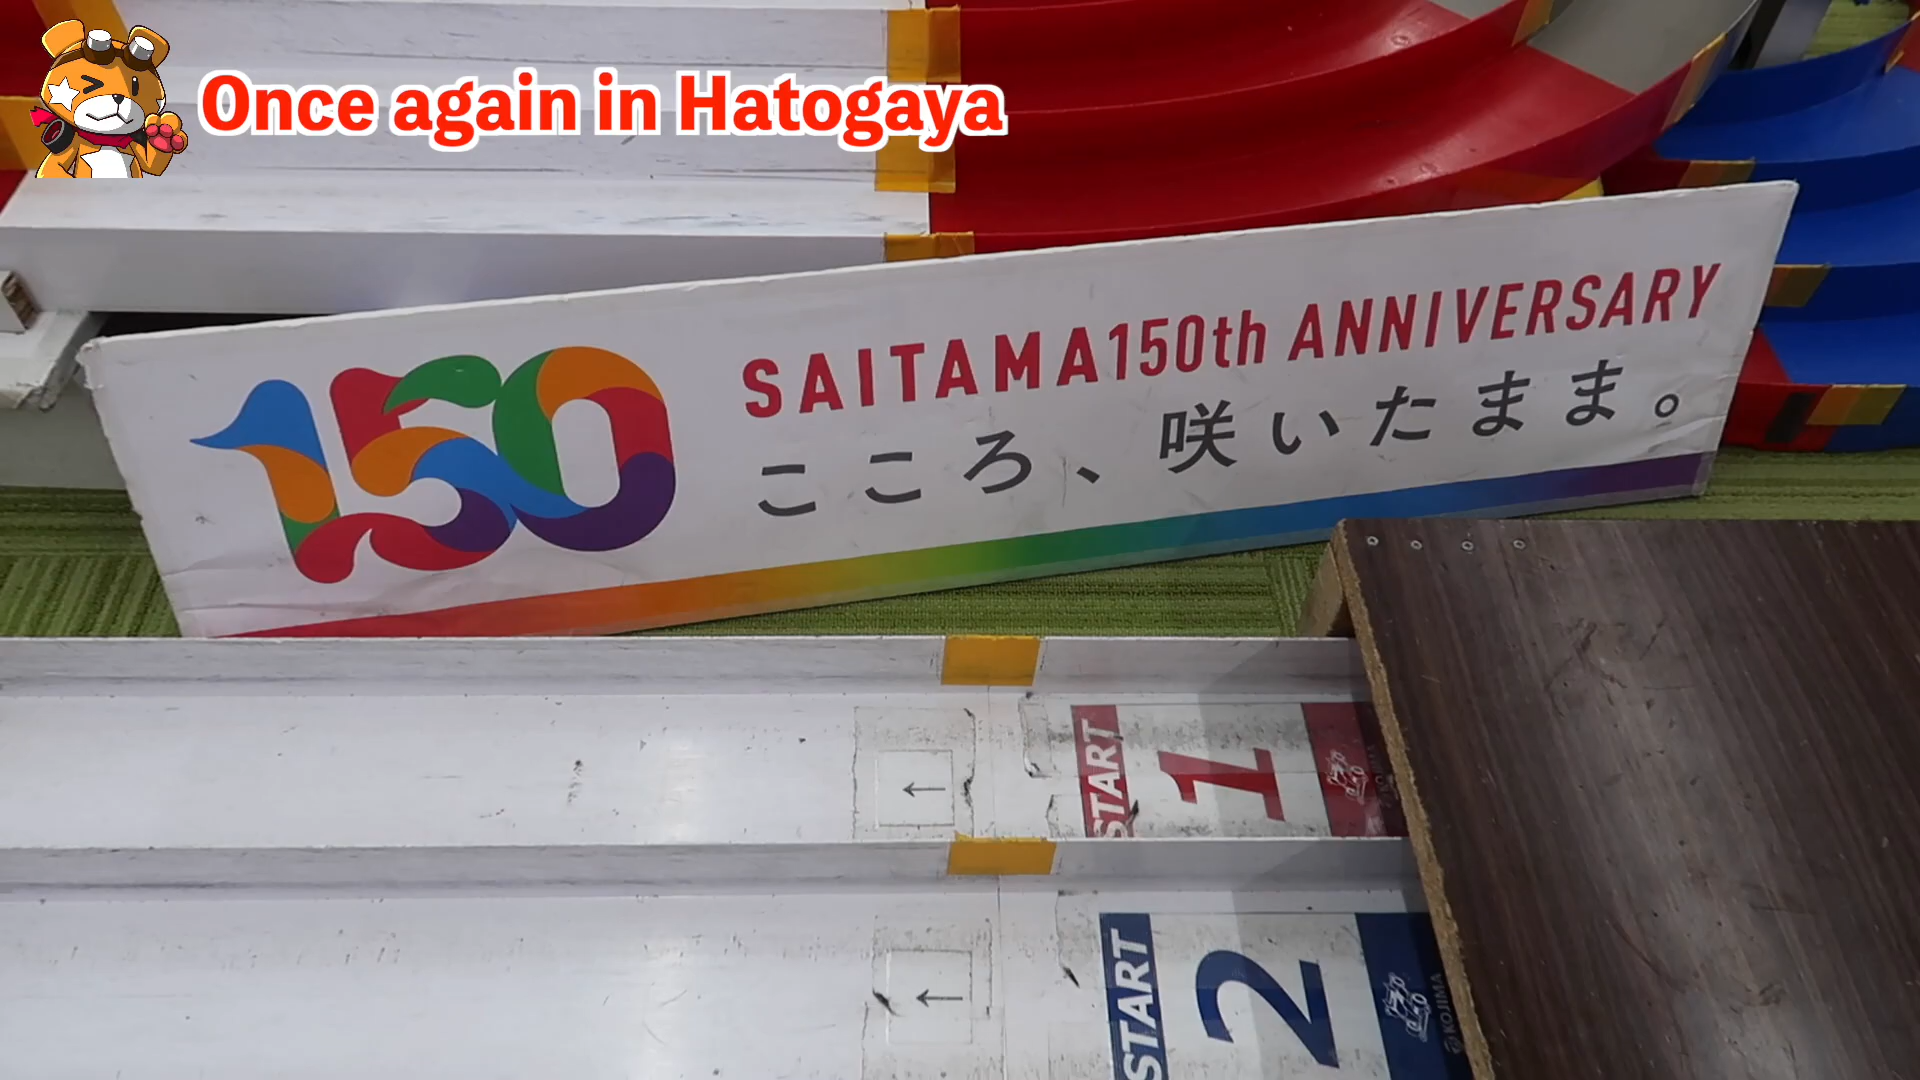 Once again in Hatogaya
150
SAITAMA150th ANNIVERSARY
こころ、咲いたまま。
START
1
START
2
KOJIMA